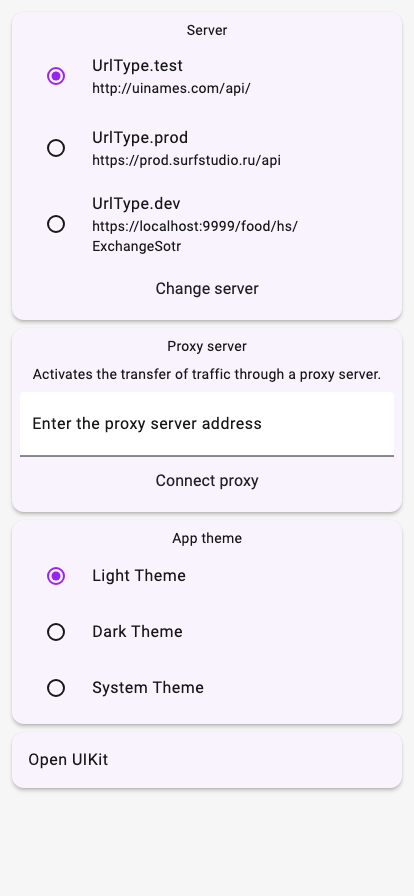 Server
UrlType.test
http://uinames.com/api/
UrlType.prod
https://prod.surfstudio.ru/api
UrlType.dev
https://localhost:9999/food/hs/
ExchangeSotr
Change server
Proxy server
Activates the transfer of traffic through a proxy server.
Enter the proxy server address
Connect proxy
App theme
Light Theme
Dark Theme
System Theme
Open UIKit